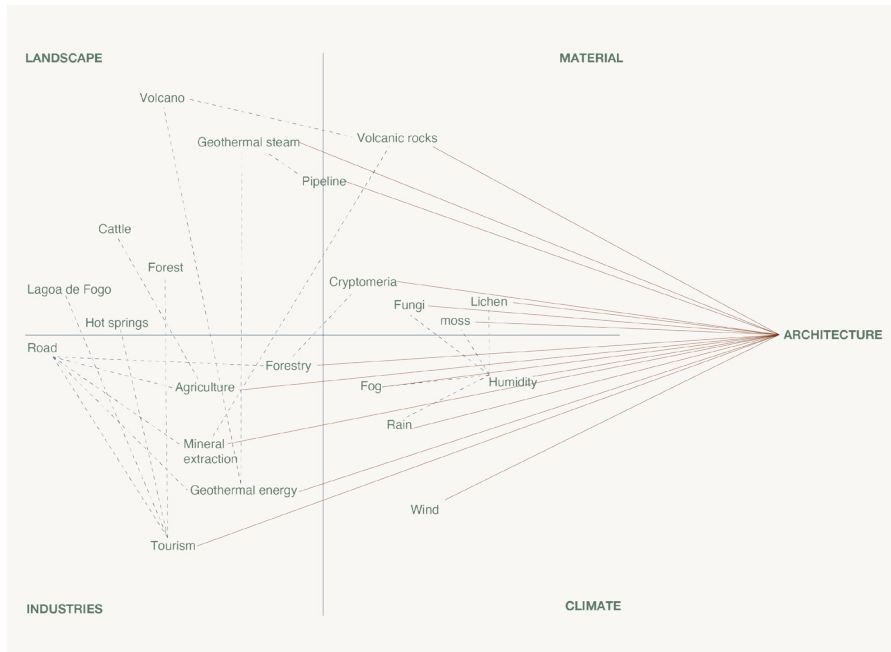 LANDSCAPE
MATERIAL
Volcano
Volcanic rocks
Geothermal steam
Pipeline
Cattle
Forest
Cryptomeria
Lagoa de Fogo
Fungi
Lichen
Hot springs
moss
ARCHITECTURE
Road
Forestry
Agriculture
Fog
Humidity
Rain
Mineral
extraction
Geothermal energy
Wind
Tourism
INDUSTRIES
CLIMATE